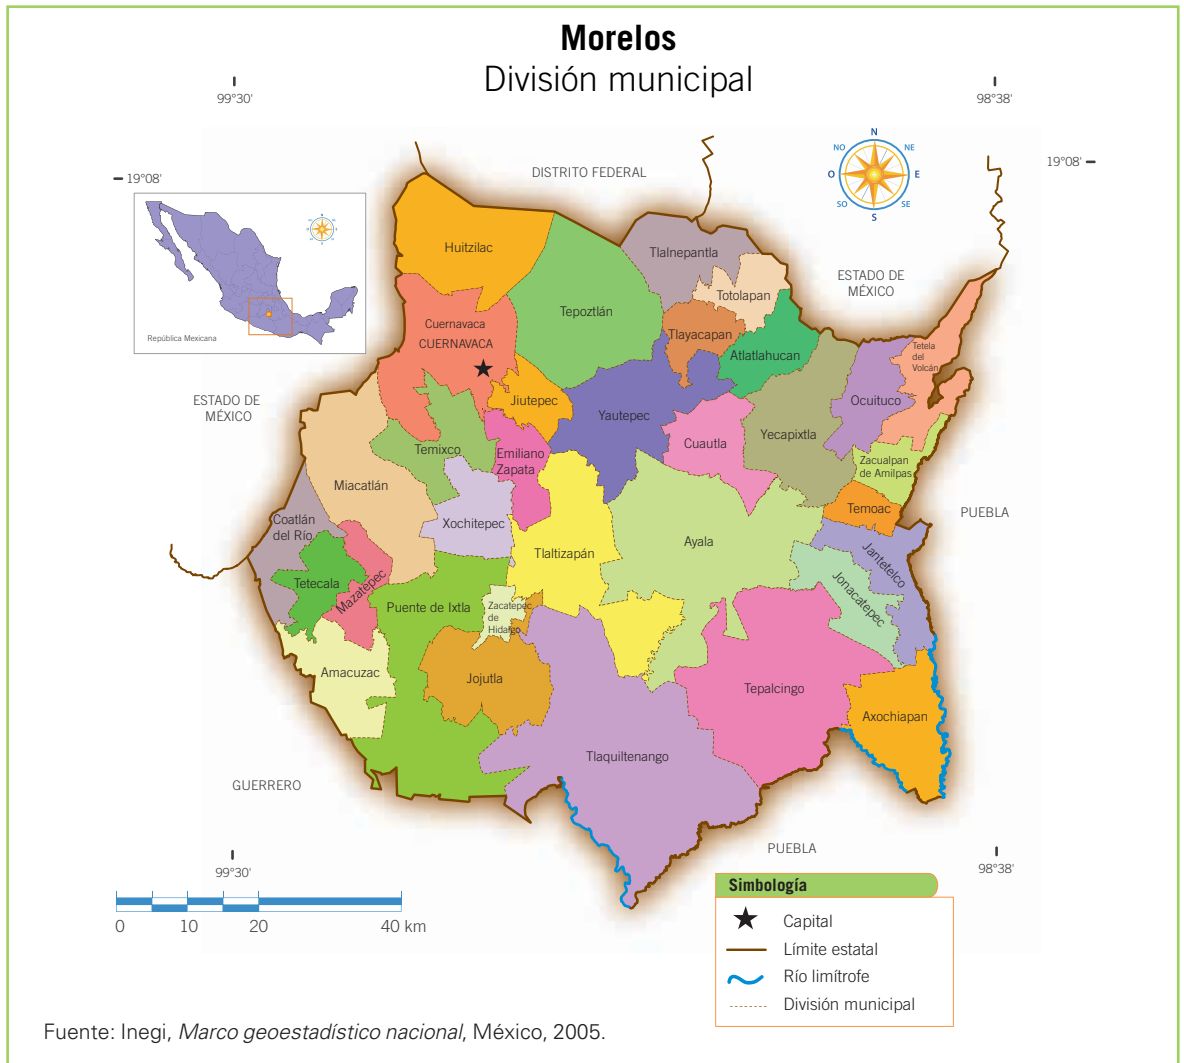 Morelos
División municipal
99°30'
98°38'
19°08'
19°08'
DISTRITO FEDERAL
N
NO
NE
O
E
SO
SE
S
República Mexicana
ESTADO DE
MÉXICO
ESTADO DE
MÉXICO
Huitzilac
Tepoztlán
Tlalnepantla
Totolapan
Tlayacapan
Atlatlahucan
Cuernavaca
CUERNAVACA
Jiutepec
Yautepec
Cuautla
Yecapixtla
Ocuituco
Tetela
del
Volcán
Temixco
Emiliano
Zapata
Zacualpan
de Amilpas
Miacatlán
Xochitepec
Temoac
PUEBLA
Coatlán
del Río
Tetecala
Mazatepec
Tlaltizapán
Ayala
Jantetelco
Jonacatepec
Puente de Ixtla
Zacatepec
de
Hidalgo
Amacuzac
Jojutla
Tepalcingo
Axochiapan
Tlaquiltenango
GUERRERO
PUEBLA
99°30'
98°38'
0 10 20 40 km
Simbología
Capital
Límite estatal
Río limítrofe
División municipal
Fuente: Inegi, Marco geoestadístico nacional, México, 2005.